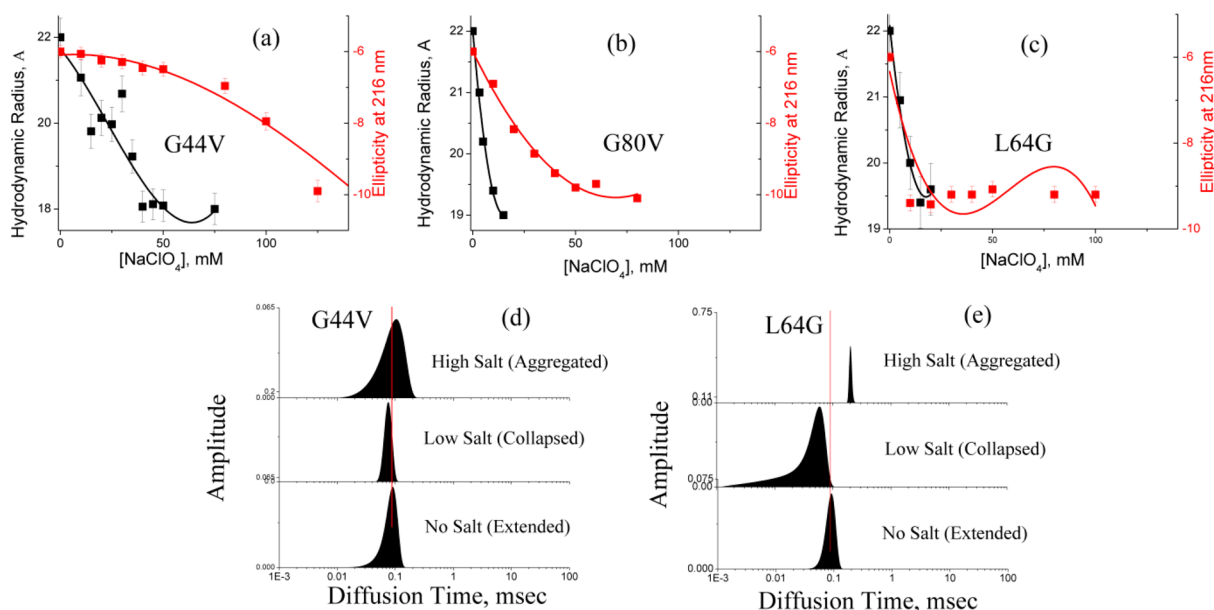 (a)
Hydrodynamic Radius, A
22
20
18
-6
-8
-10
Ellipticity at 216 nm
G44V
0
50
100
[NaClO4], mM
(b)
Hydrodynamic Radius, A
22
21
20
19
-6
-8
-10
Ellipticity at 216 nm
G80V
0
50
100
[NaClO4], mM
(c)
Hydrodynamic Radius, A
22
21
20
19
-6
-8
-10
Ellipticity at 216nm
L64G
0
50
100
[NaClO4], mM
G44V
(d)
0.065
High Salt (Aggregated)
0.2
0.000
Low Salt (Collapsed)
0.065
No Salt (Extended)
0.000
Amplitude
1E-3
0.01
0.1
1
10
100
Diffusion Time, msec
L64G
(e)
0.75
High Salt (Aggregated)
0.11
0.00
Low Salt (Collapsed)
0.075
0.00
No Salt (Extended)
0.000
Amplitude
1E-3
0.01
0.1
1
10
100
Diffusion Time, msec